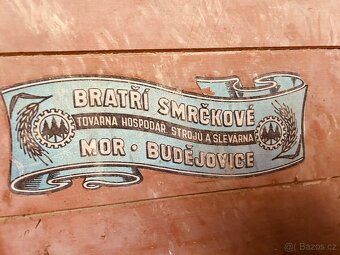 BRATŘÍ SMRČKOVÉ
TOVÁRNA HOSPODÁŘ. STROJŮ A SLÉVÁRNA
MOR • BUDĚJOVICE
© Bazos.cz